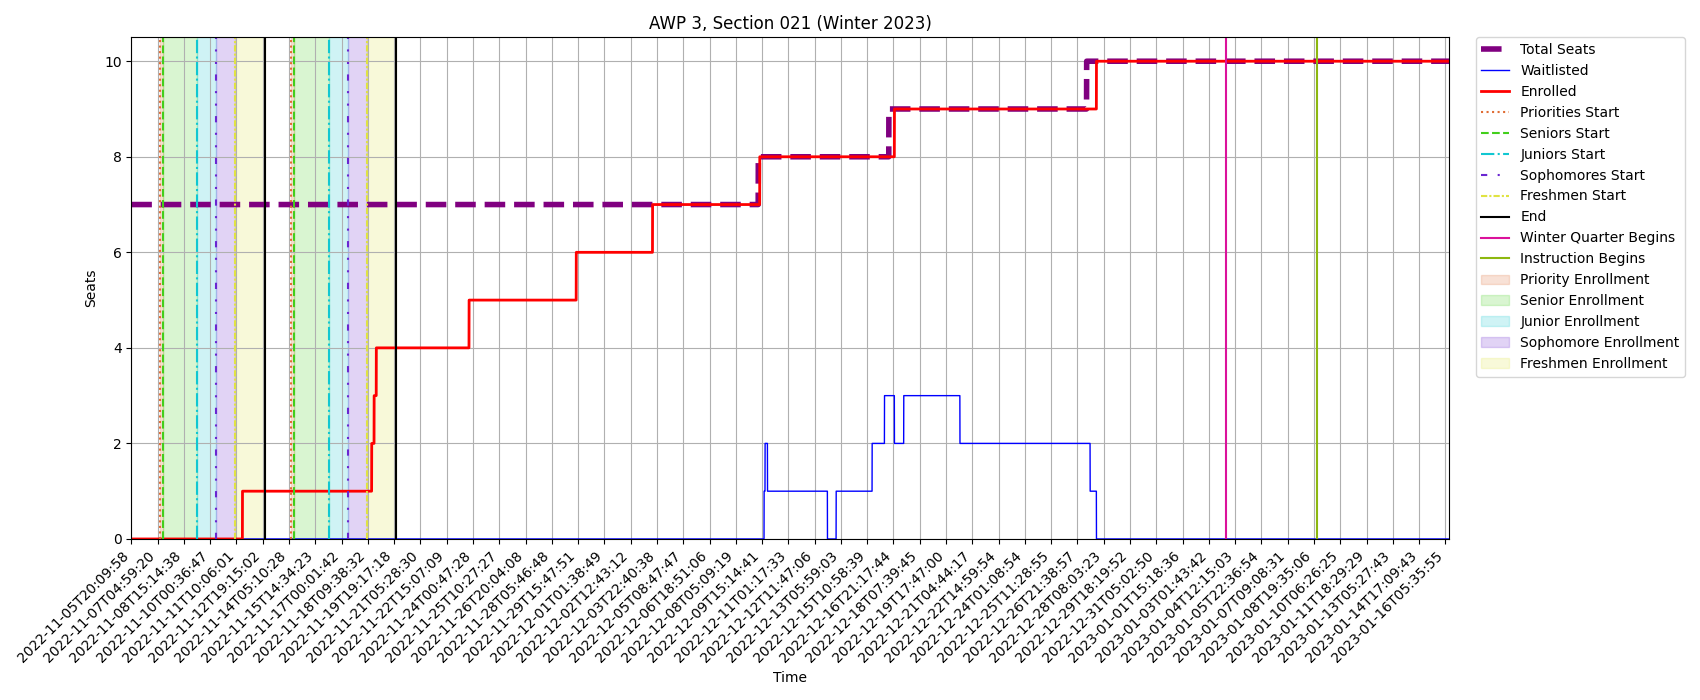 AWP 3, Section 021 (Winter 2023)
10
8
6
4
2
0
Seats
Total Seats
Waitlisted
Enrolled
Priorities Start
Seniors Start
Juniors Start
Sophomores Start
Freshmen Start
End
Winter Quarter Begins
Instruction Begins
Priority Enrollment
Senior Enrollment
Junior Enrollment
Sophomore Enrollment
Freshmen Enrollment
2022-11-05T20:09:58
2022-11-07T04:59:20
2022-11-08T15:14:38
2022-11-10T00:36:47
2022-11-11T10:06:01
2022-11-12T19:15:02
2022-11-14T05:10:28
2022-11-15T14:34:23
2022-11-17T00:01:42
2022-11-18T09:38:32
2022-11-19T19:17:18
2022-11-21T05:28:30
2022-11-22T15:07:09
2022-11-24T00:47:28
2022-11-25T10:27:27
2022-11-26T20:04:08
2022-11-28T05:46:48
2022-11-29T15:47:51
2022-12-01T01:38:49
2022-12-02T12:43:12
2022-12-03T22:40:38
2022-12-05T08:47:47
2022-12-06T18:51:06
2022-12-08T05:09:19
2022-12-09T15:14:41
2022-12-11T01:17:33
2022-12-12T11:47:06
2022-12-13T15:59:03
2022-12-15T10:58:39
2022-12-16T21:17:44
2022-12-18T07:39:45
2022-12-19T17:47:00
2022-12-21T04:44:17
2022-12-22T14:59:54
2022-12-24T01:08:54
2022-12-25T11:28:55
2022-12-26T21:38:57
2022-12-28T08:03:23
2022-12-29T18:19:52
2022-12-31T05:02:50
2023-01-01T15:18:36
2023-01-03T01:43:42
2023-01-04T12:15:03
2023-01-05T22:36:54
2023-01-07T09:08:31
2023-01-08T19:35:06
2023-01-10T06:26:25
2023-01-11T18:29:29
2023-01-13T05:27:43
2023-01-14T17:09:43
2023-01-16T05:35:55
Time